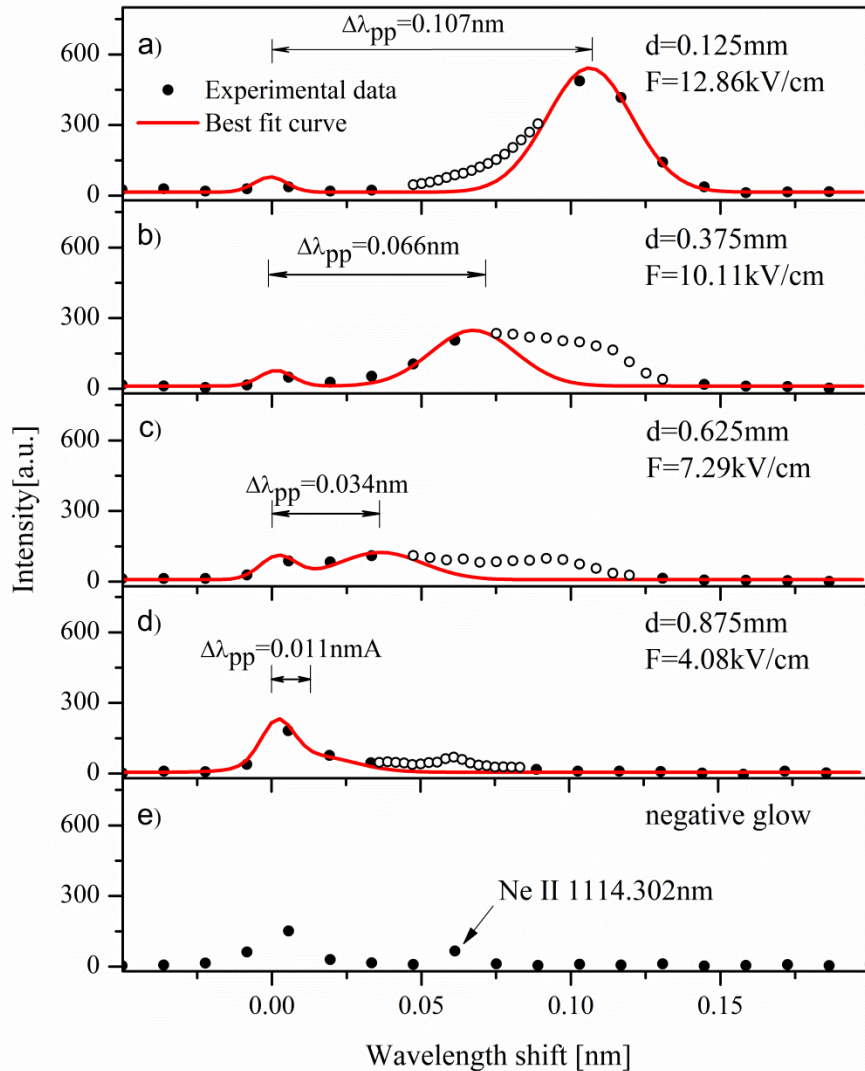 a)
Δλpp=0.107nm
d=0.125mm
F=12.86kV/cm
Experimental data
Best fit curve
600
300
0
b)
Δλpp=0.066nm
d=0.375mm
F=10.11kV/cm
600
300
0
c)
Δλpp=0.034nm
d=0.625mm
F=7.29kV/cm
600
300
0
d)
Δλpp=0.011nmA
d=0.875mm
F=4.08kV/cm
600
300
0
e)
negative glow
Ne II 1114.302nm
600
300
0
Intensity[a.u.]
0.00 0.05 0.10 0.15
Wavelength shift [nm]